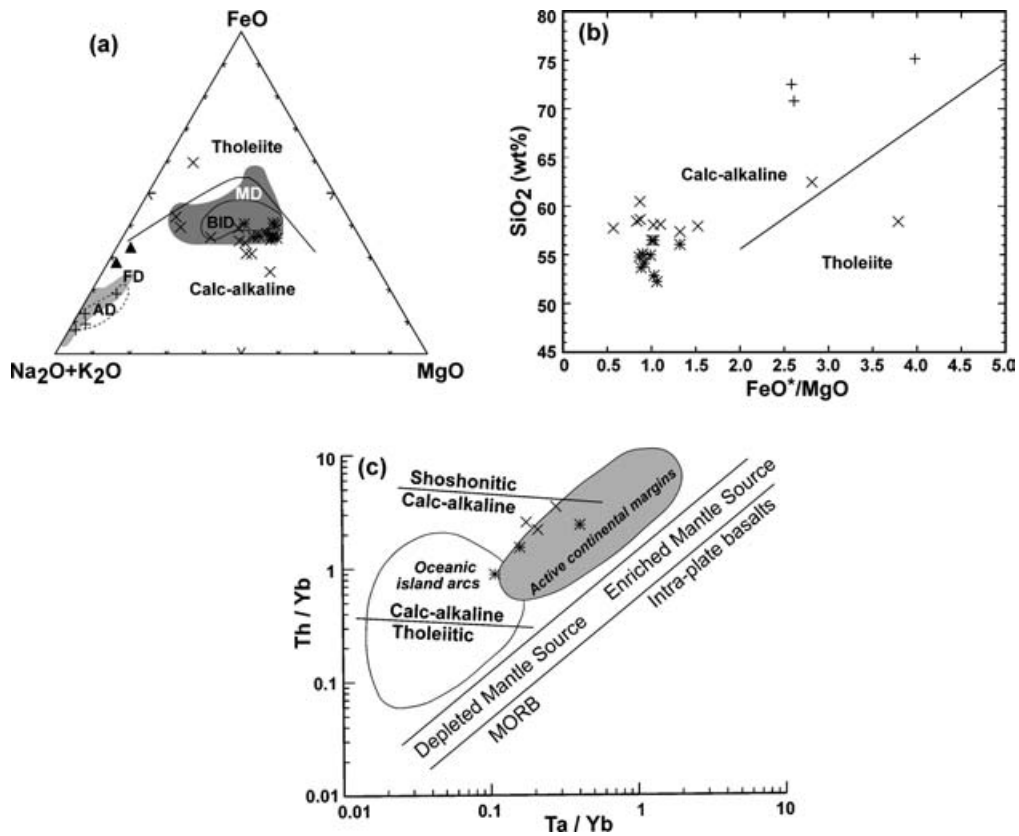 (a)
FeO
Tholeiite
MD
BID
Calc-alkaline
FD
AD
Na₂O+K₂O
MgO
(b)
80
75
70
65
60
55
50
45
SiO₂ (wt%)
Calc-alkaline
Tholeiite
0
0.5
1.0
1.5
2.0
2.5
3.0
3.5
4.0
4.5
5.0
FeO*/MgO
(c)
10
1
0.1
0.01
Th / Yb
Shoshonitic
Calc-alkaline
Active continental margins
Oceanic
island arcs
Calc-alkaline
Tholeiitic
Enriched Mantle Source
Intra-plate basalts
Depleted Mantle Source
MORB
0.01
0.1
1
10
Ta / Yb